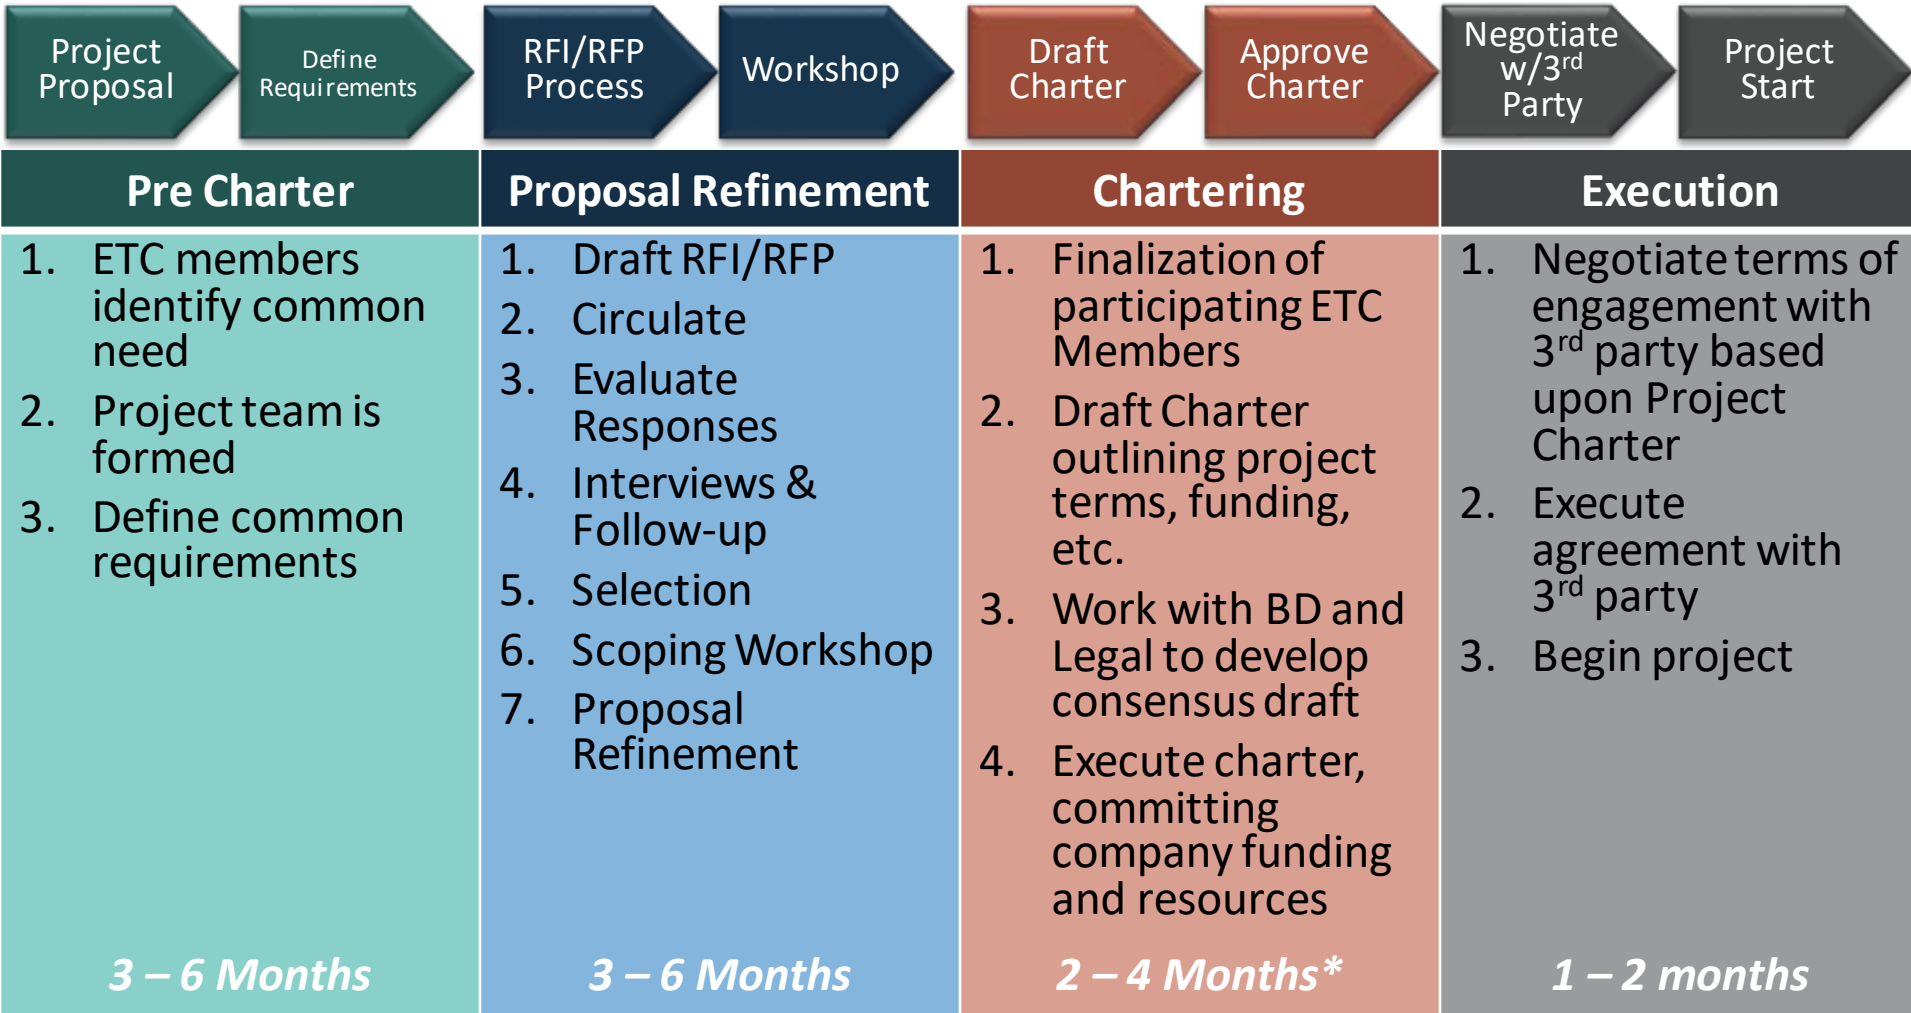 Project
Proposal
Define
Requirements
RFI/RFP
Process
Workshop
Draft
Charter
Approve
Charter
Negotiate
w/3rd
Party
Project
Start
Pre Charter
1. ETC members
identify common
need
2. Project team is
formed
3. Define common
requirements
3 – 6 Months
Proposal Refinement
1. Draft RFI/RFP
2. Circulate
3. Evaluate
Responses
4. Interviews &
Follow-up
5. Selection
6. Scoping Workshop
7. Proposal
Refinement
3 – 6 Months
Chartering
1. Finalization of
participating ETC
Members
2. Draft Charter
outlining project
terms, funding,
etc.
3. Work with BD and
Legal to develop
consensus draft
4. Execute charter,
committing
company funding
and resources
2 – 4 Months*
Execution
1. Negotiate terms of
engagement with
3rd party based
upon Project
Charter
2. Execute
agreement with
3rd party
3. Begin project
1 – 2 months